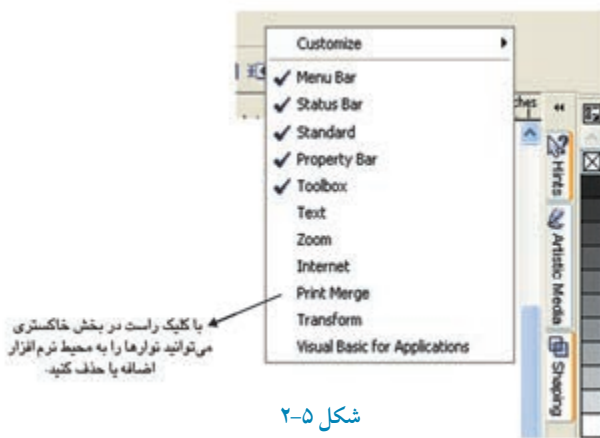 Customize
Menu Bar
Status Bar
Standard
Property Bar
Toolbox
Text
Zoom
Internet
Print Merge
Transform
Visual Basic for Applications
ches
Hints
Artistic Media
Shaping
با کلیک راست در بخش خاکستری
می‌توانید نوارها را به محیط نرم‌افزار
اضافه یا حذف کنید.
شکل ۵-۲